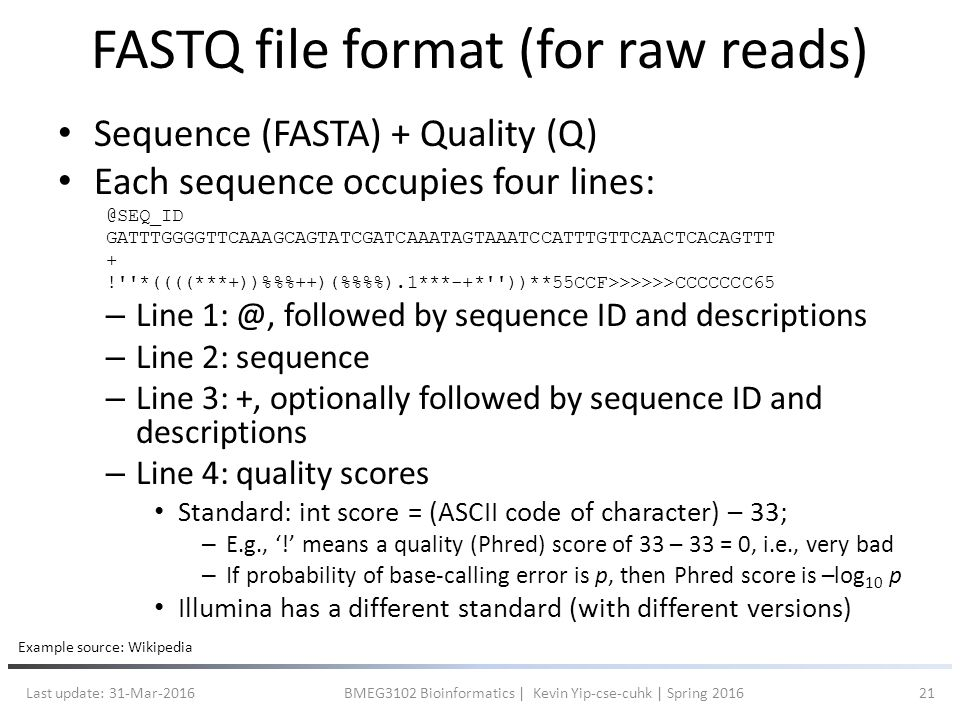 FASTQ file format (for raw reads)
• Sequence (FASTA) + Quality (Q)
• Each sequence occupies four lines:
@SEQ_ID
GATTTGGGGTTCAAAGCAGTATCGATCAAATAGTAAATCCATTTGTTCAACTCACAGTTT
+
!''*((((***+))%%%++)(%%%%).1***-+*''))**55CCF>>>>>>CCCCCCC65
– Line 1: @, followed by sequence ID and descriptions
– Line 2: sequence
– Line 3: +, optionally followed by sequence ID and
descriptions
– Line 4: quality scores
• Standard: int score = (ASCII code of character) – 33;
– E.g., ‘!’ means a quality (Phred) score of 33 – 33 = 0, i.e., very bad
– If probability of base-calling error is p, then Phred score is –log10 p
• Illumina has a different standard (with different versions)
Example source: Wikipedia
Last update: 31-Mar-2016 BMEG3102 Bioinformatics | Kevin Yip-cse-cuhk | Spring 2016 21